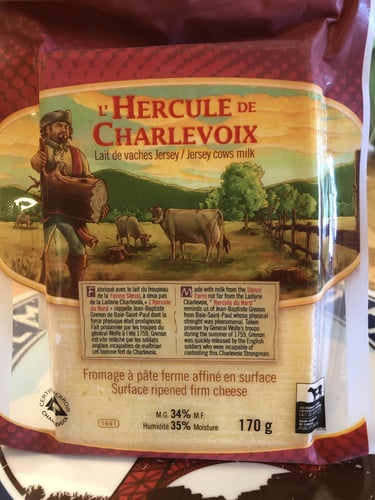 L'HERCULE DE
CHARLEVOIX
Lait de vaches Jersey / Jersey cows milk
Fabriqué avec le lait du troupeau
de la Ferme Stessi, à deux pas
de la Laiterie Charlevoix, « L'Hercule
du Nord » rappelle Jean-Baptiste
Grenon de Baie-Saint-Paul dont la
force physique était prodigieuse.
Fait prisonnier par les troupes du
général Wolfe à l'été 1759, Grenon
est vite relâché par les soldats
anglais incapables de maîtriser
cet homme fort de Charlevoix.
Made with milk from the Stessi
Farm not far from the Laiterie
Charlevoix, " Hercule du Nord "
reminds us of Jean-Baptiste Grenon
from Baie-Saint-Paul whose physical
strenght was phenomenal. Taken
prisoner by General Wolfe's troops
during the summer of 1759, Grenon
was quickly released by the English
soldiers who were incapable of
controlling this Charlevoix Strongman.
Fromage à pâte ferme affiné en surface
Surface ripened firm cheese
M.G. 34% M.F.
Humidité 35% Moisture
170 g
1641
CERTIFIÉ TERROIR
CHARLEVOIX